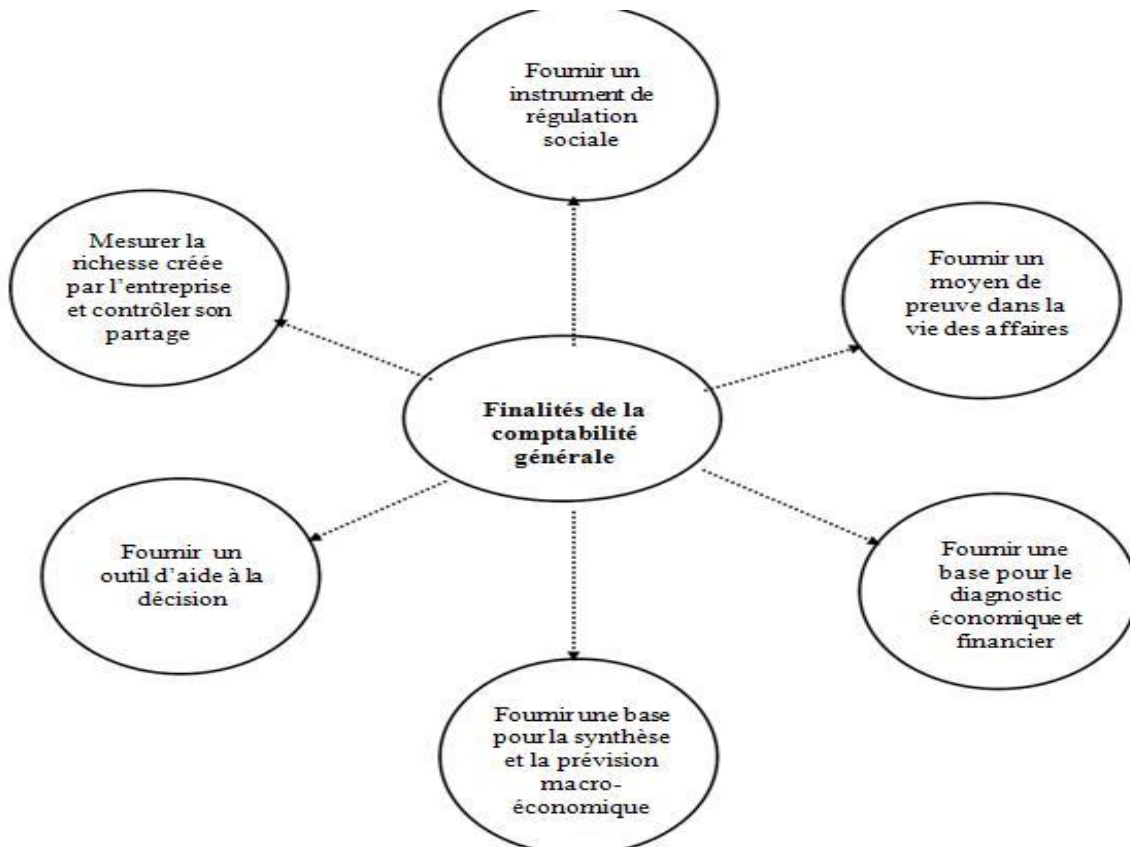 Fournir un
instrument de
régulation
sociale
Mesurer la
richesse créée
par l'entreprise
et contrôler son
partage
Fournir un
moyen de
preuve dans la
vie des affaires
Finalités de la
comptabilité
générale
Fournir un
outil d'aide à la
décision
Fournir une
base pour le
diagnostic
économique et
financier
Fournir une base
pour la synthèse
et la prévision
macro-
économique